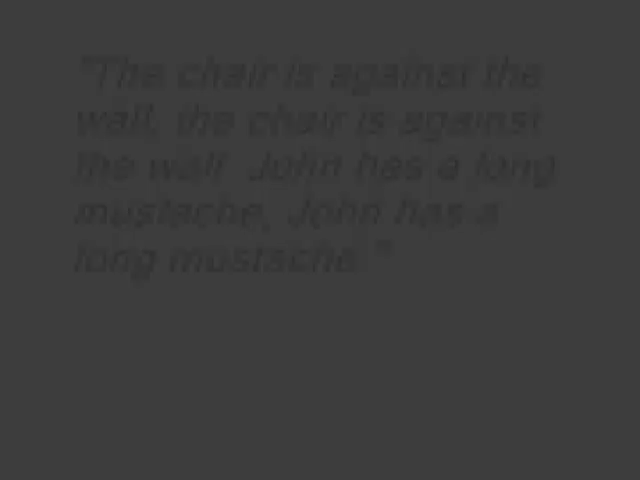 "The chair is against the
wall, the chair is against
the wall. John has a long
mustache, John has a
long mustache."